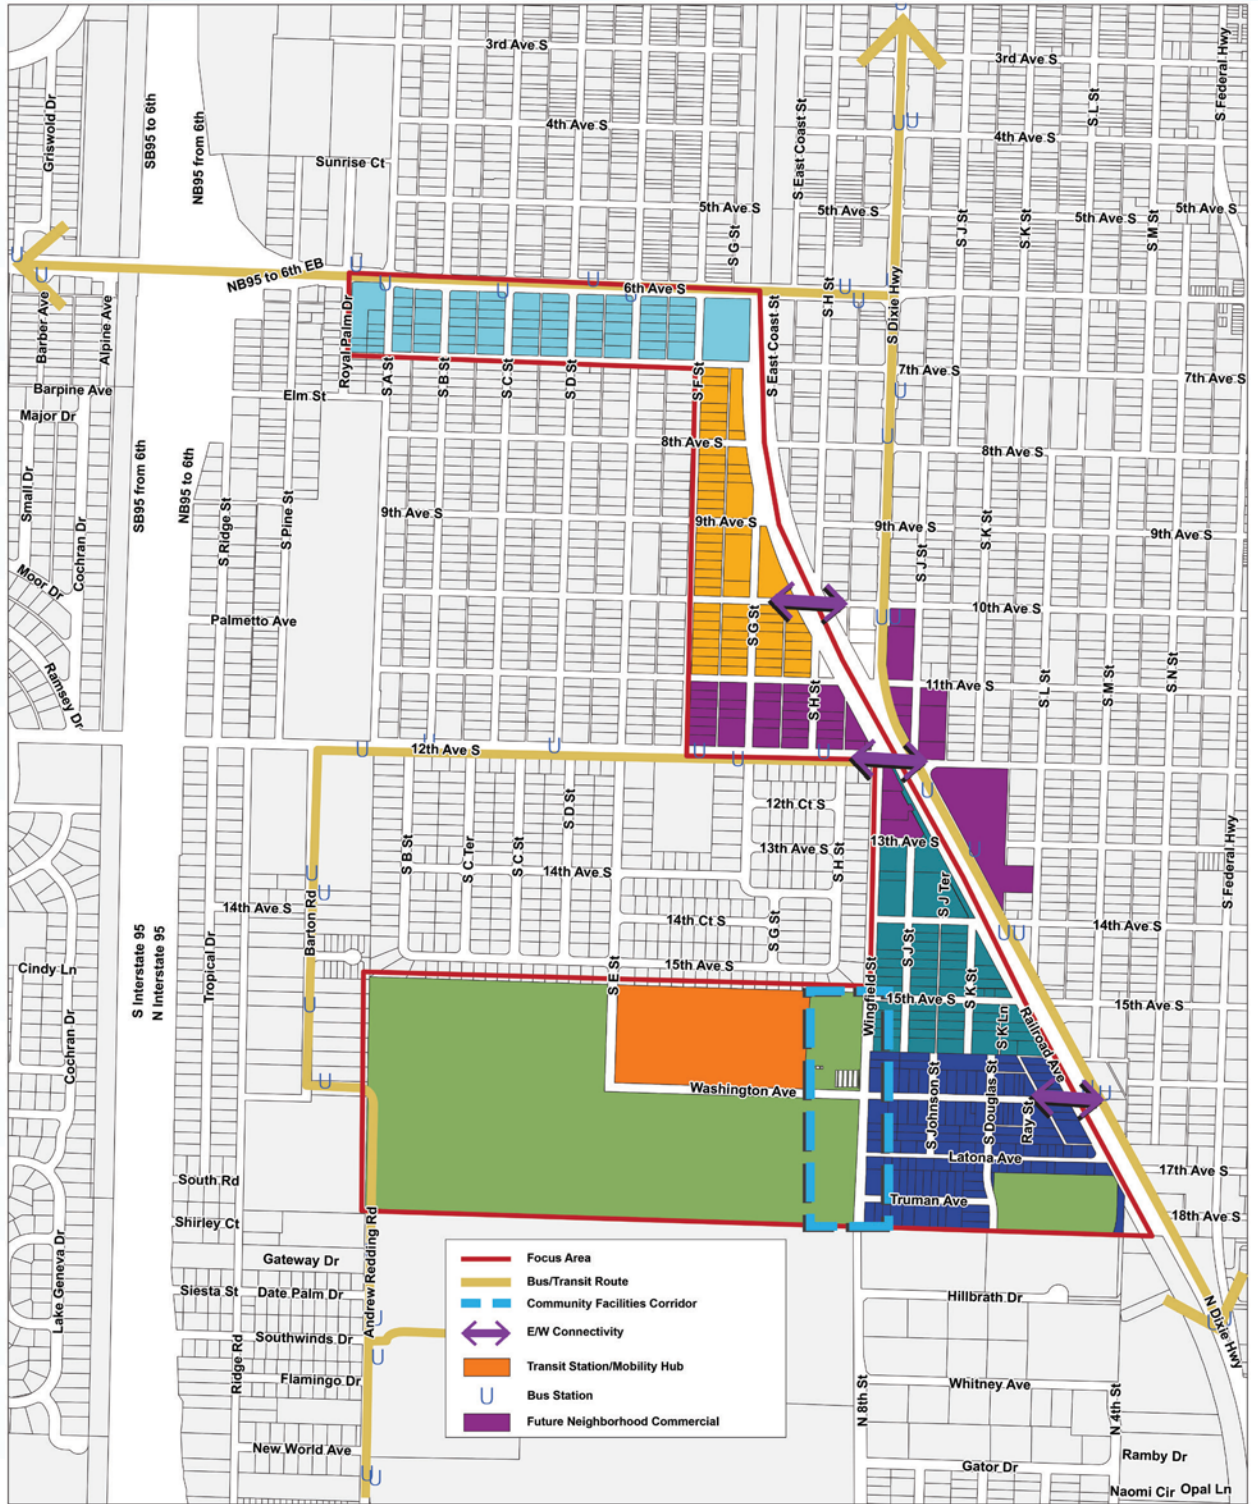 3rd Ave S
3rd Ave S
S Federal Hwy
Griswold Dr
SB95 to 6th
NB95 from 6th
S East Coast St
S L St
4th Ave S
4th Ave S
Sunrise Ct
5th Ave S
5th Ave S
5th Ave S
5th Ave S
S G St
S J St
S K St
S M St
NB95 to 6th EB
6th Ave S
S H St
S Dixie Hwy
Barber Ave
Alpine Ave
Royal Palm Dr
S East Coast St
S A St
S B St
S C St
S D St
S F St
7th Ave S
7th Ave S
Barpine Ave
Elm St
Major Dr
8th Ave S
8th Ave S
Small Dr
SB95 from 6th
NB95 to 6th
S Ridge St
S Pine St
9th Ave S
9th Ave S
9th Ave S
9th Ave S
S K St
S J St
Cochran Dr
Moor Dr
Palmetto Ave
10th Ave S
S G St
Ramsey Dr
11th Ave S
S H St
S L St
S M St
S N St
12th Ave S
12th Ct S
S D St
13th Ave S
13th Ave S
S B St
S C Ter
S C St
S H St
14th Ave S
S J Ter
S Federal Hwy
14th Ave S
14th Ct S
14th Ave S
S G St
S J St
Barton Rd
Tropical Dr
Cindy Ln
S Interstate 95
N Interstate 95
15th Ave S
S E St
Wingfield St
15th Ave S
S K St
15th Ave S
S K Ln
Railroad Ave
Cochran Dr
Washington Ave
S Johnson St
S Douglas St
Ray St
Latona Ave
17th Ave S
South Rd
Truman Ave
Shirley Ct
18th Ave S
Gateway Dr
Andrew Redding Rd
Focus Area
Bus/Transit Route
Siesta St
Date Palm Dr
Hillbrath Dr
Community Facilities Corridor
Lake Geneva Dr
Southwinds Dr
E/W Connectivity
N Dixie Hwy
Ridge Rd
Flamingo Dr
Transit Station/Mobility Hub
Whitney Ave
U Bus Station
N 8th St
N 4th St
Future Neighborhood Commercial
New World Ave
Ramby Dr
Gator Dr
Naomi Cir
Opal Ln